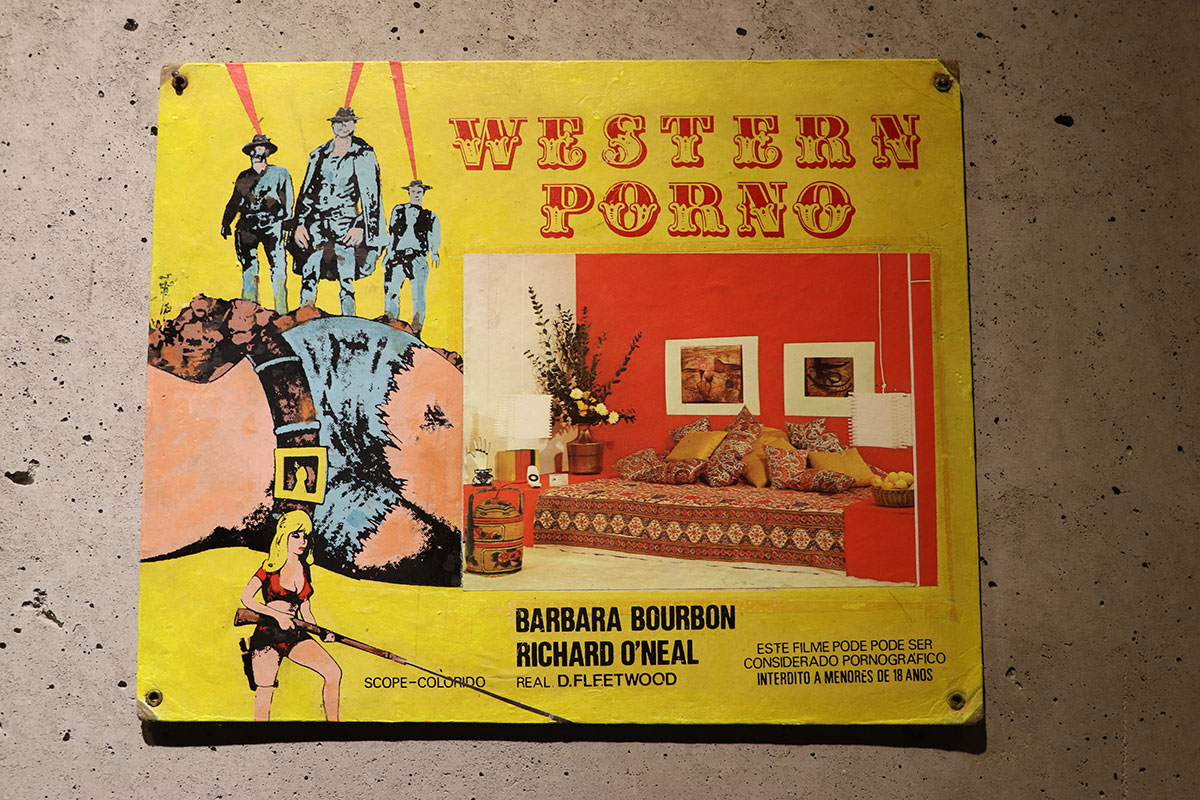 WESTERN
PORNO
BARBARA BOURBON
RICHARD O'NEAL
SCOPE-COLORIDO
REAL. D.FLEETWOOD
ESTE FILME PODE PODE SER
CONSIDERADO PORNOGRÁFICO
INTERDITO A MENORES DE 18 ANOS